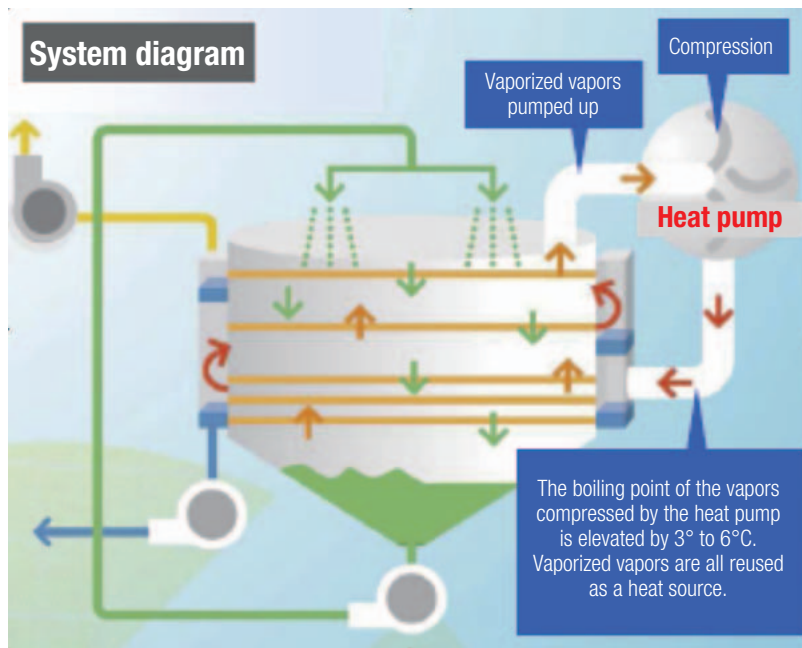 System diagram
Compression
Vaporized vapors
pumped up
Heat pump
The boiling point of the vapors
compressed by the heat pump
is elevated by 3° to 6°C.
Vaporized vapors are all reused
as a heat source.